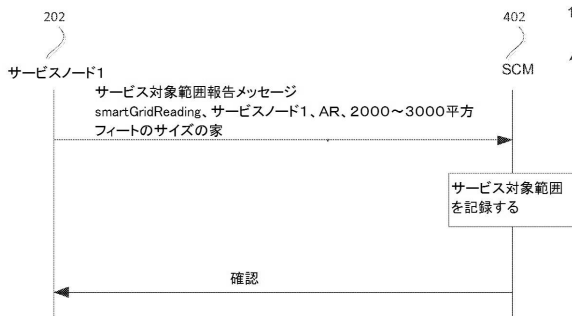 202
402
サービスノード1
SCM
サービス対象範囲報告メッセージ
smartGridReading、サービスノード1、AR、2000～3000平方
フィートのサイズの家
サービス対象範囲
を記録する
確認